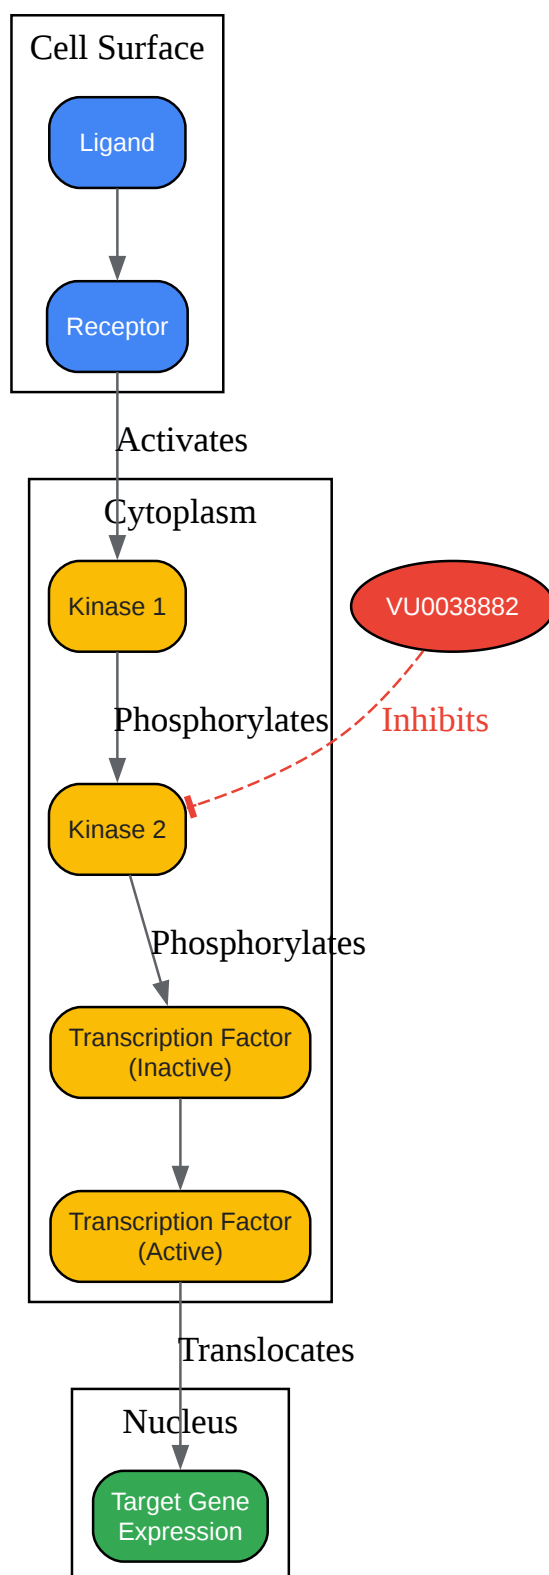 Cell Surface
Ligand
Receptor
Activates
Cytoplasm
Kinase 1
VU0038882
Phosphorylates
Inhibits
Kinase 2
Phosphorylates
Transcription Factor
(Inactive)
Transcription Factor
(Active)
Translocates
Nucleus
Target Gene
Expression